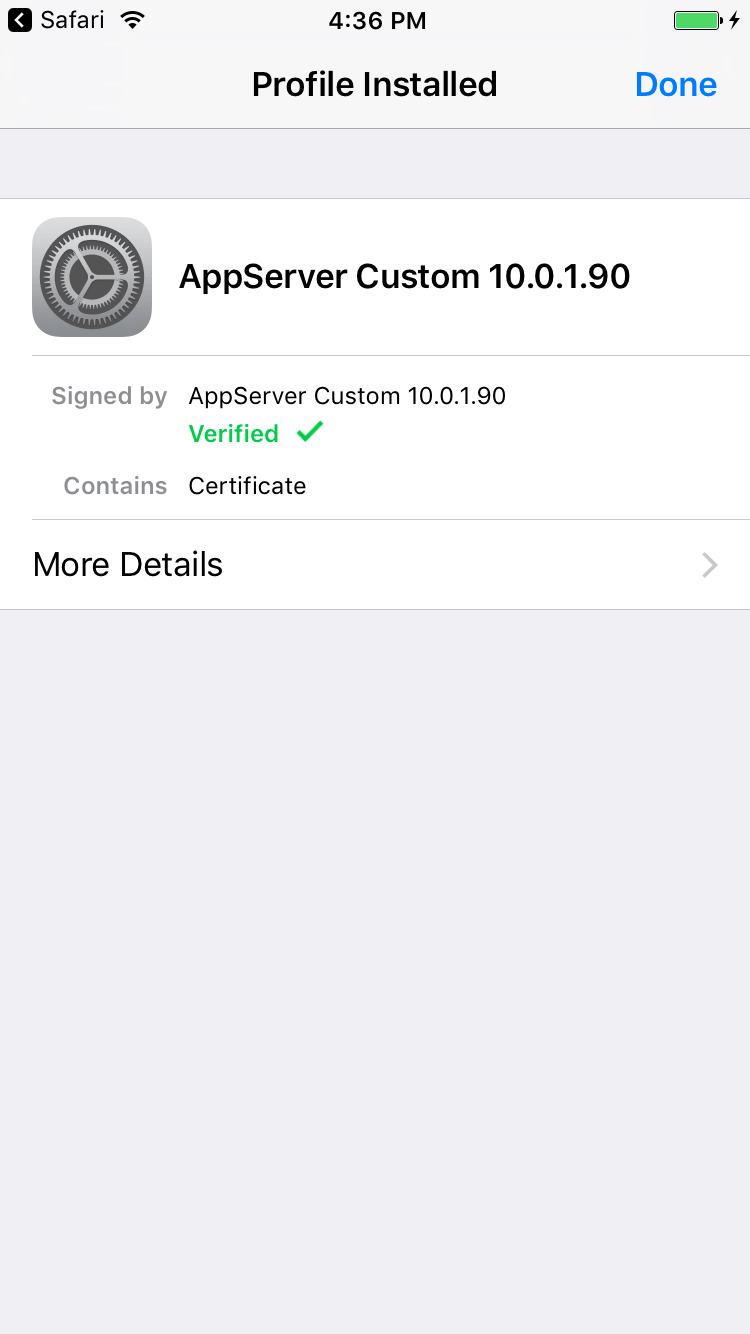 Safari 4:36 PM
Profile Installed Done
AppServer Custom 10.0.1.90
Signed by AppServer Custom 10.0.1.90
Verified
Contains Certificate
More Details